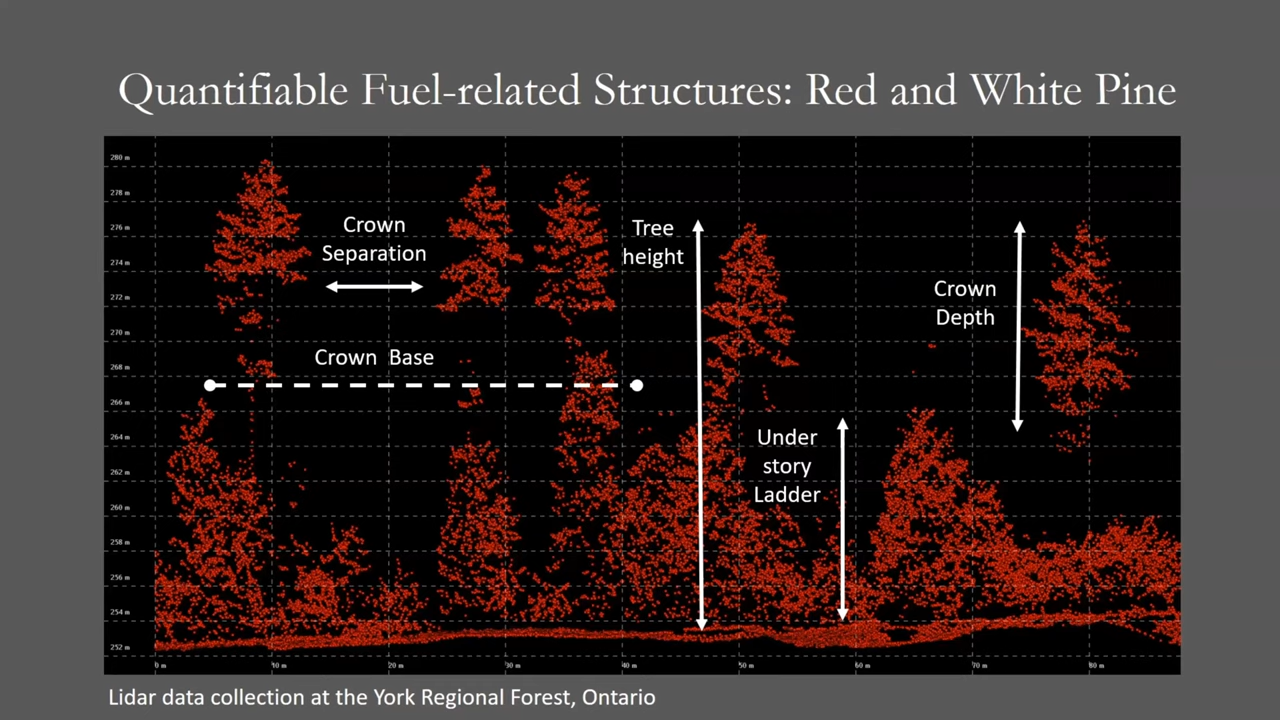 Quantifiable Fuel-related Structures: Red and White Pine
280 m
278 m
276 m
274 m
272 m
270 m
268 m
266 m
264 m
262 m
260 m
258 m
256 m
254 m
252 m
0 m
10 m
20 m
30 m
40 m
50 m
60 m
70 m
80 m
Crown
Separation
Crown Base
Tree
height
Under
story
Ladder
Crown
Depth
Lidar data collection at the York Regional Forest, Ontario